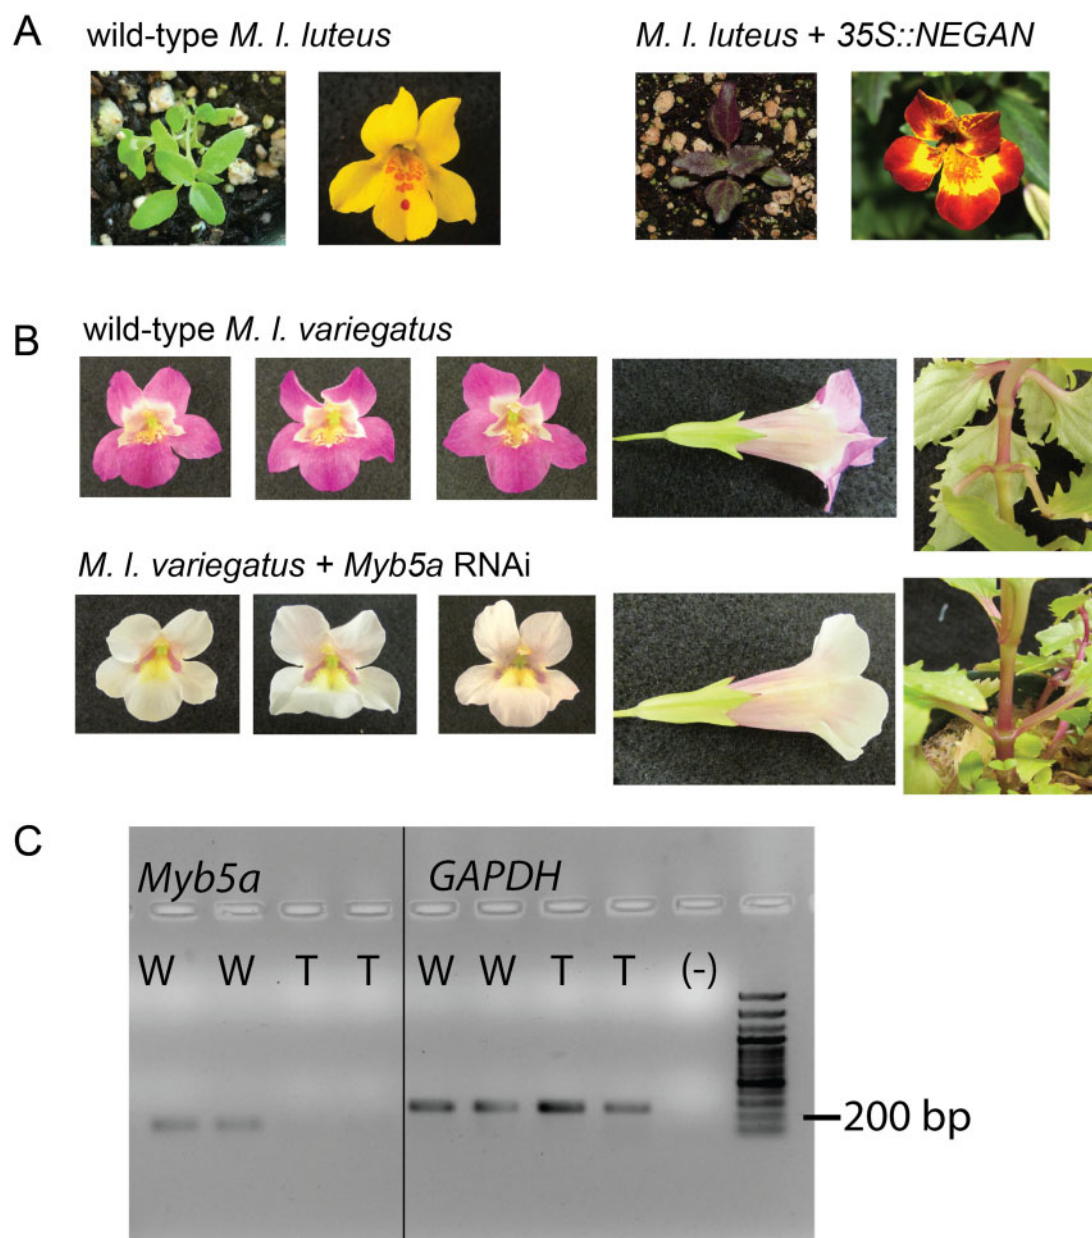 A
wild-type M. l. luteus
M. l. luteus + 35S::NEGAN
B
wild-type M. l. variegatus
M. l. variegatus + Myb5a RNAi
C
Myb5a
GAPDH
W W T T W W T T (-)
200 bp